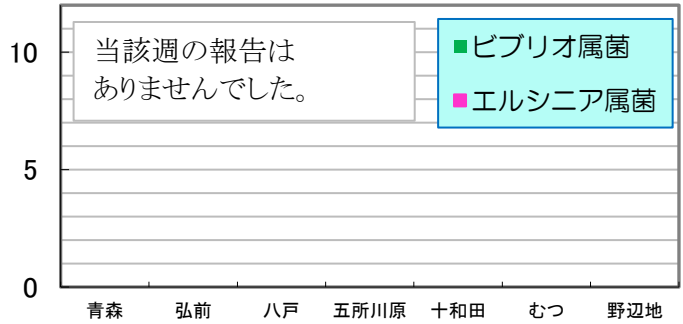 10
5
0
当該週の報告は
ありませんでした。
■ビブリオ属菌
■エルシニア属菌
青森 弘前 八戸 五所川原 十和田 むつ 野辺地